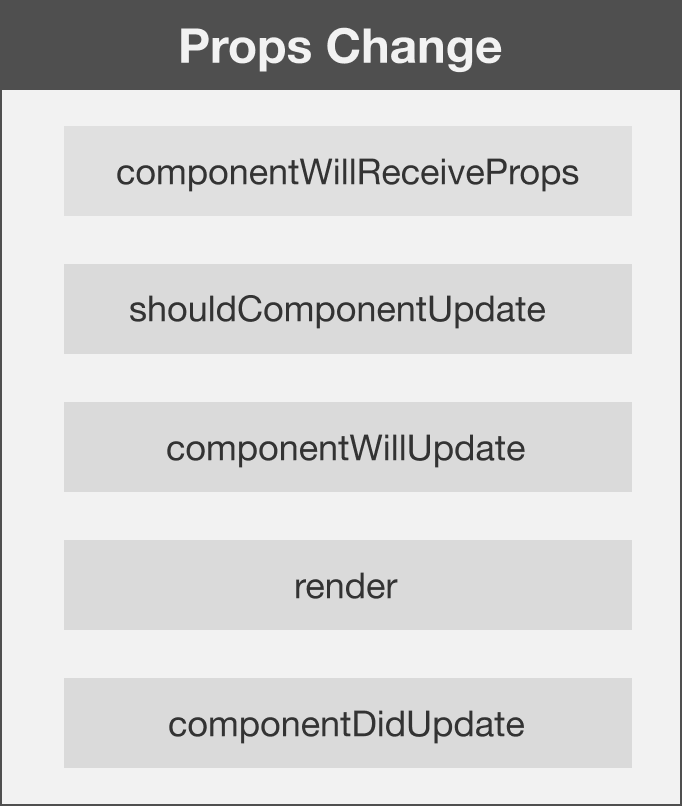 Props Change
componentWillReceiveProps
shouldComponentUpdate
componentWillUpdate
render
componentDidUpdate